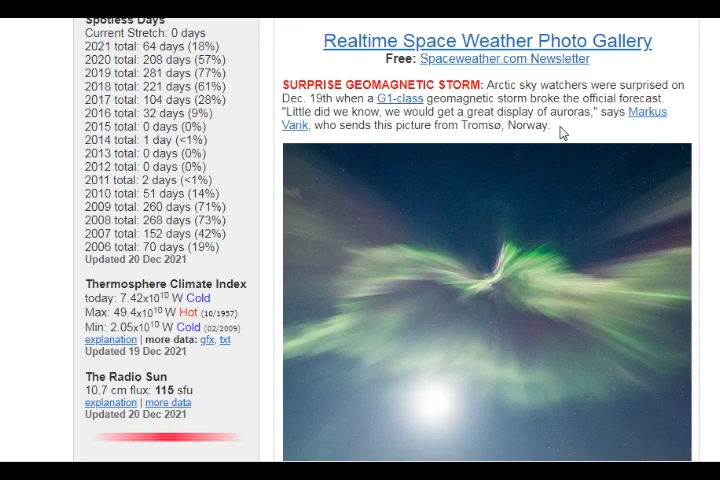 Spotless Days
Current Stretch: 0 days
2021 total: 64 days (18%)
2020 total: 208 days (57%)
2019 total: 281 days (77%)
2018 total: 221 days (61%)
2017 total: 104 days (28%)
2016 total: 32 days (9%)
2015 total: 0 days (0%)
2014 total: 1 day (<1%)
2013 total: 0 days (0%)
2012 total: 0 days (0%)
2011 total: 2 days (<1%)
2010 total: 51 days (14%)
2009 total: 260 days (71%)
2008 total: 268 days (73%)
2007 total: 152 days (42%)
2006 total: 70 days (19%)
Updated 20 Dec 2021
Thermosphere Climate Index
today: 7.42x10¹⁰ W Cold
Max: 49.4x10¹⁰ W Hot (10/1957)
Min: 2.05x10¹⁰ W Cold (02/2009)
explanation | more data: gfx, txt
Updated 19 Dec 2021
The Radio Sun
10.7 cm flux: 115 sfu
explanation | more data
Updated 20 Dec 2021
Realtime Space Weather Photo Gallery
Free: Spaceweather.com Newsletter
SURPRISE GEOMAGNETIC STORM: Arctic sky watchers were surprised on
Dec. 19th when a G1-class geomagnetic storm broke the official forecast.
"Little did we know, we would get a great display of auroras," says Markus
Varik, who sends this picture from Tromsø, Norway: